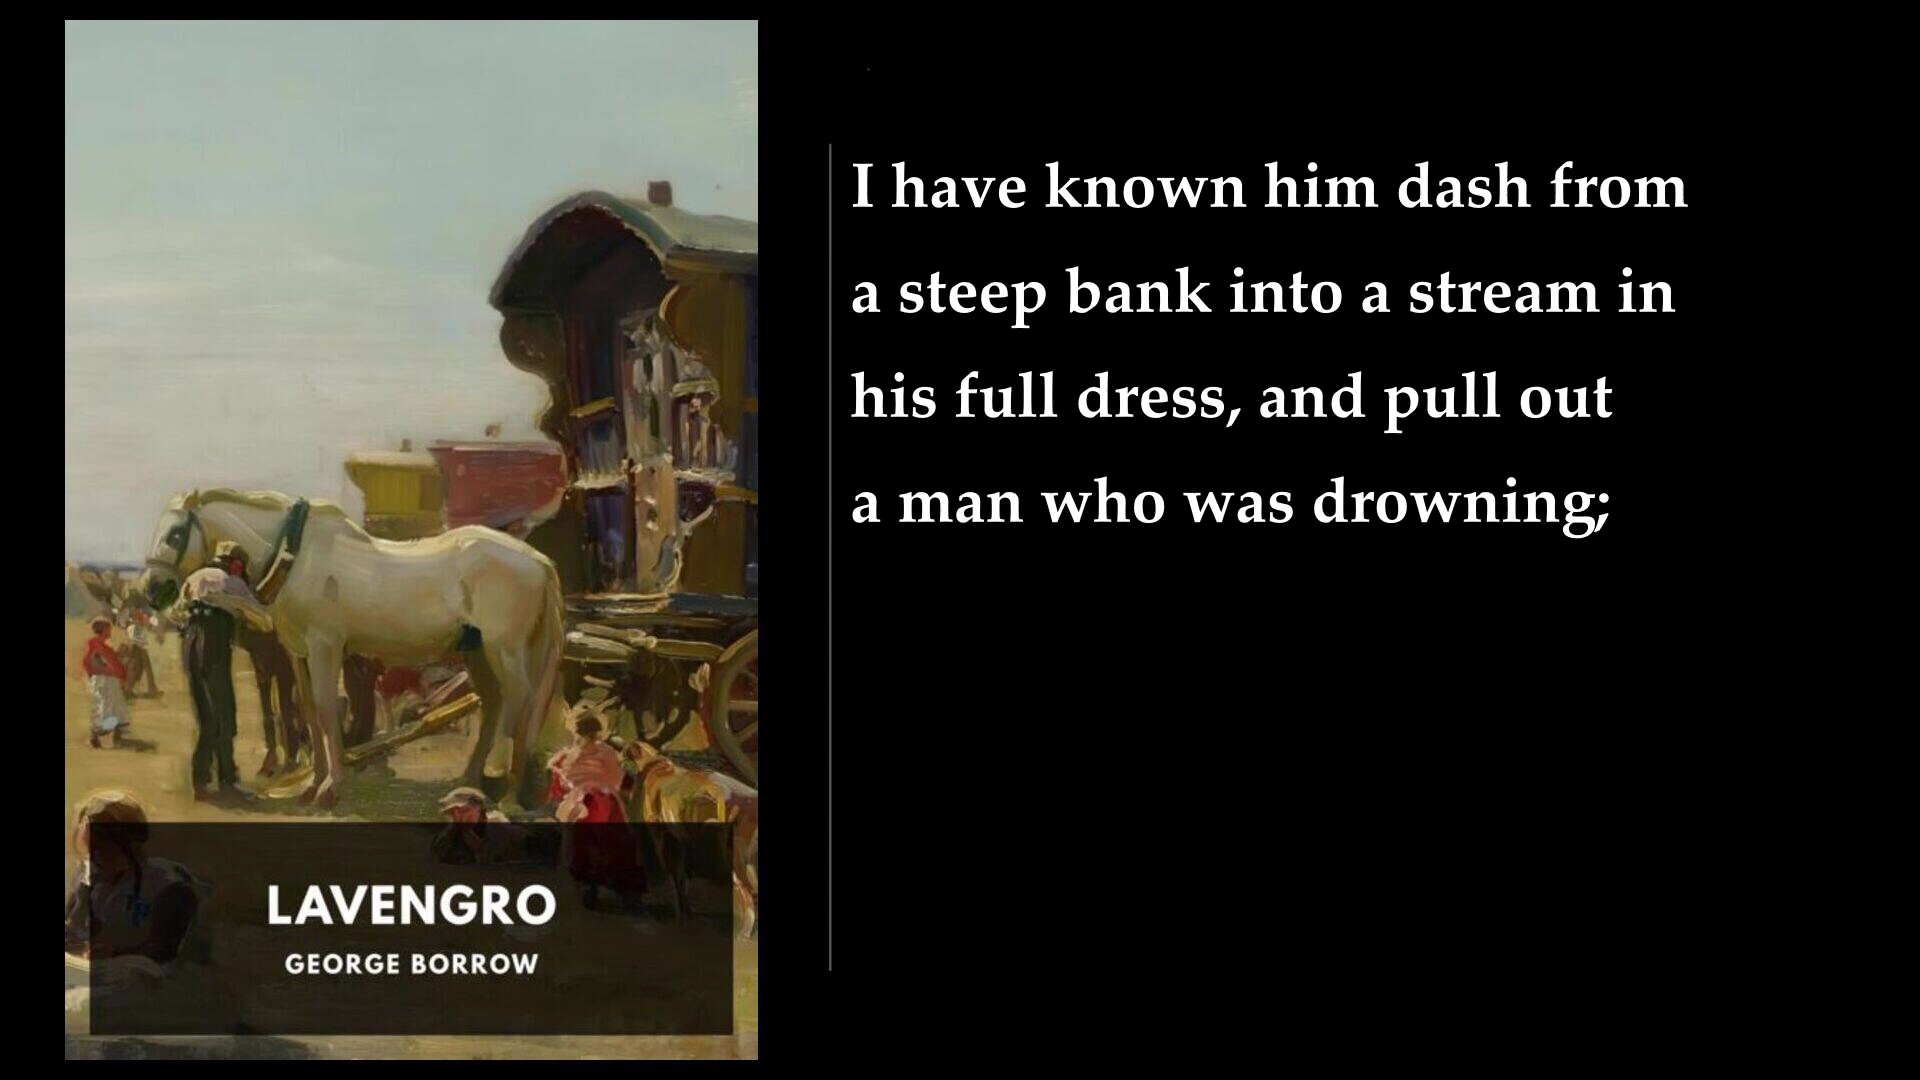 I have known him dash from
a steep bank into a stream in
his full dress, and pull out
a man who was drowning;
LAVENGRO
GEORGE BORROW